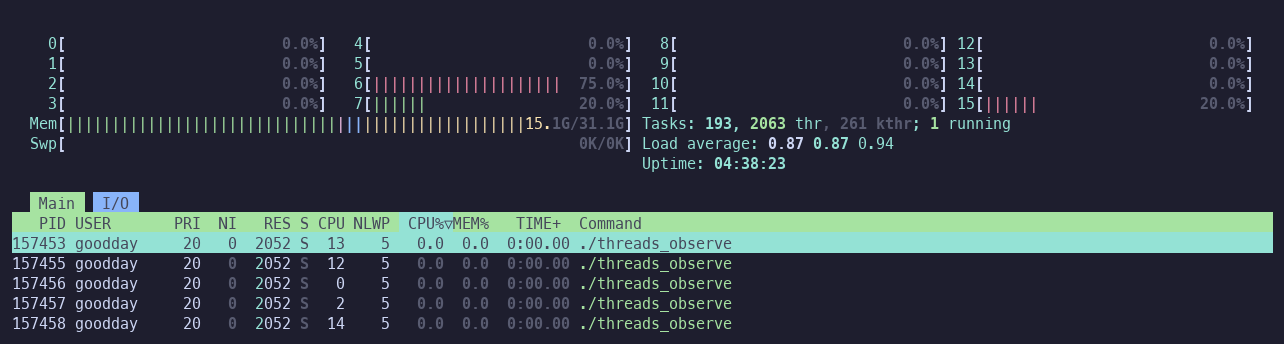 0[ 0.0%] 4[ 0.0%] 8[ 0.0%] 12[ 0.0%]
1[ 0.0%] 5[ 0.0%] 9[ 0.0%] 13[ 0.0%]
2[ 0.0%] 6[||||||||||||||||||||| 75.0%] 10[ 0.0%] 14[ 0.0%]
3[ 0.0%] 7[|||||| 20.0%] 11[ 0.0%] 15[|||||| 20.0%]
Mem[|||||||||||||||||||||||||||||||||||||||||||||||||||15.1G/31.1G] Tasks: 193, 2063 thr, 261 kthr; 1 running
Swp[ 0K/0K] Load average: 0.87 0.87 0.94
Uptime: 04:38:23
Main I/O
PID USER PRI NI RES S CPU NLWP CPU%▽MEM% TIME+ Command
157453 goodday 20 0 2052 S 13 5 0.0 0.0 0:00.00 ./threads_observe
157455 goodday 20 0 2052 S 12 5 0.0 0.0 0:00.00 ./threads_observe
157456 goodday 20 0 2052 S 0 5 0.0 0.0 0:00.00 ./threads_observe
157457 goodday 20 0 2052 S 2 5 0.0 0.0 0:00.00 ./threads_observe
157458 goodday 20 0 2052 S 14 5 0.0 0.0 0:00.00 ./threads_observe